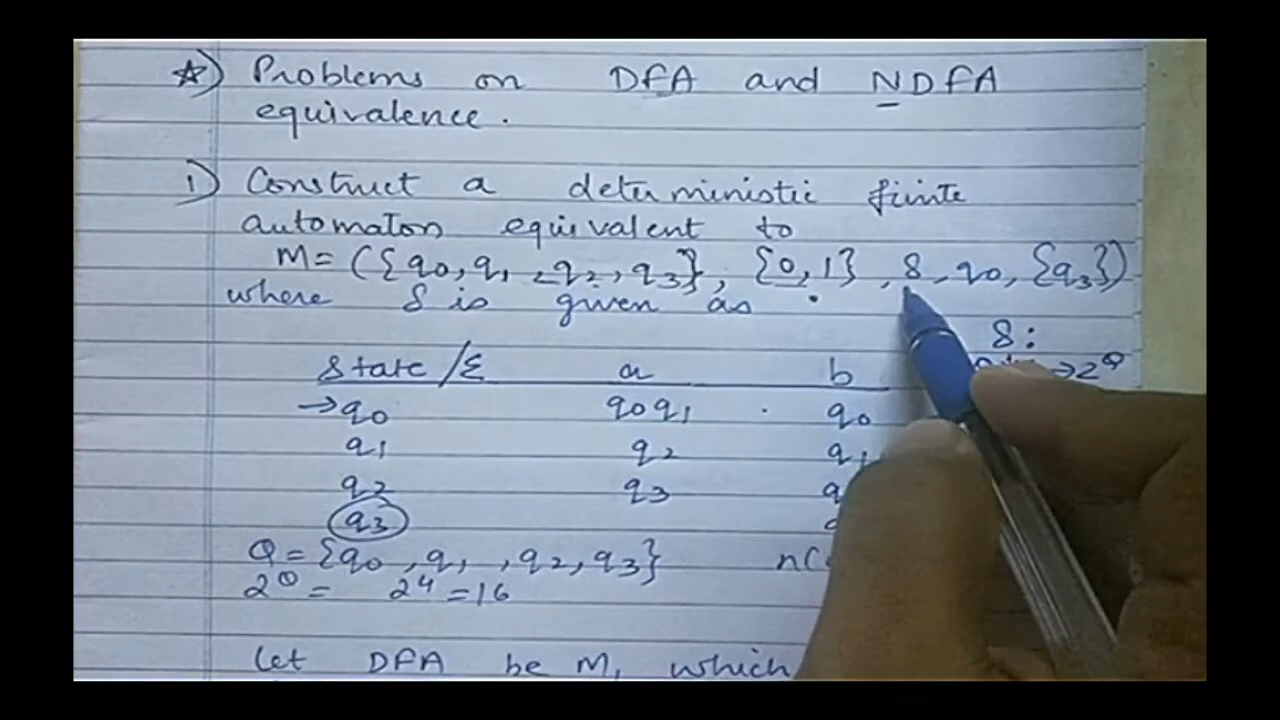 ☆) Problems on DFA and NDFA
equivalence.
1) Construct a deterministic finite
automaton equivalent to
M = ({q0, q1, q2, q3}, {0, 1}, δ, q0, {q3})
where δ is given as
δ:
State/Σ a b → 2^Q
→ q0 q0q1 q0
q1 q2 q1
q2 q3
q3
Q = {q0, q1, q2, q3} n(
2^Q = 2^4 = 16
Let DFA be M, which